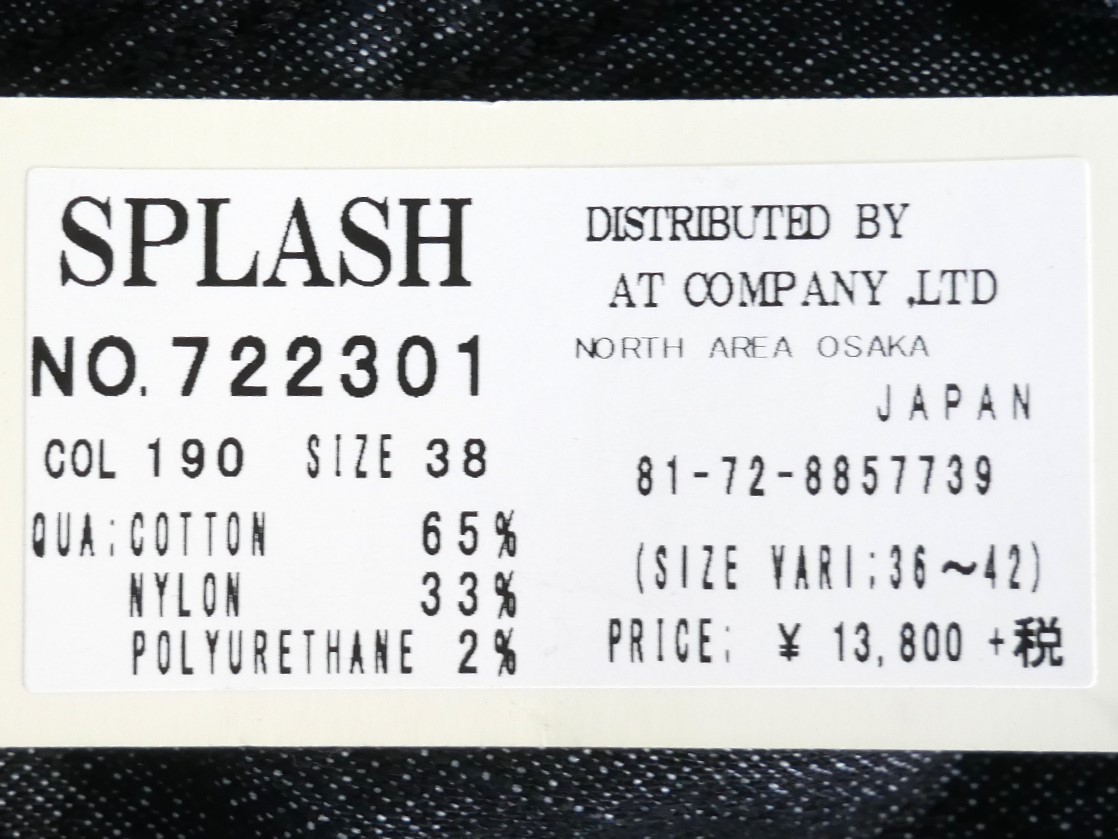 SPLASH
NO.722301
COL 190 SIZE 38
QUA:COTTON 65%
NYLON 33%
POLYURETHANE 2%
DISTRIBUTED BY
AT COMPANY ,LTD
NORTH AREA OSAKA
JAPAN
81-72-8857739
(SIZE VARI;36~42)
PRICE; ¥ 13,800 +税